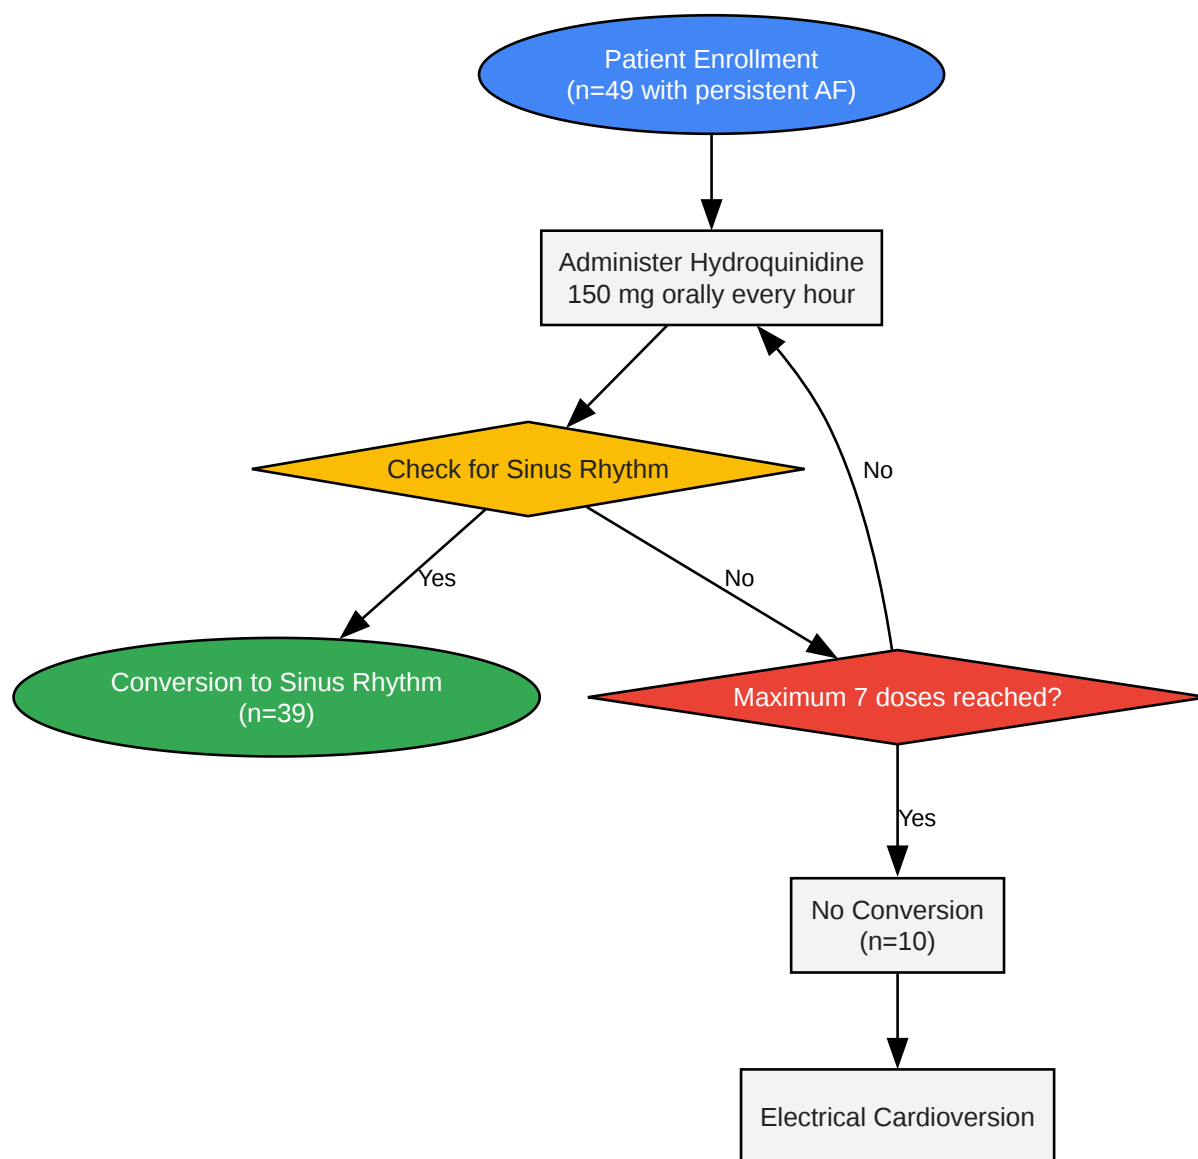 Patient Enrollment
(n=49 with persistent AF)
Administer Hydroquinidine
150 mg orally every hour
Check for Sinus Rhythm
No
Yes
No
Conversion to Sinus Rhythm
(n=39)
Maximum 7 doses reached?
Yes
No Conversion
(n=10)
Electrical Cardioversion